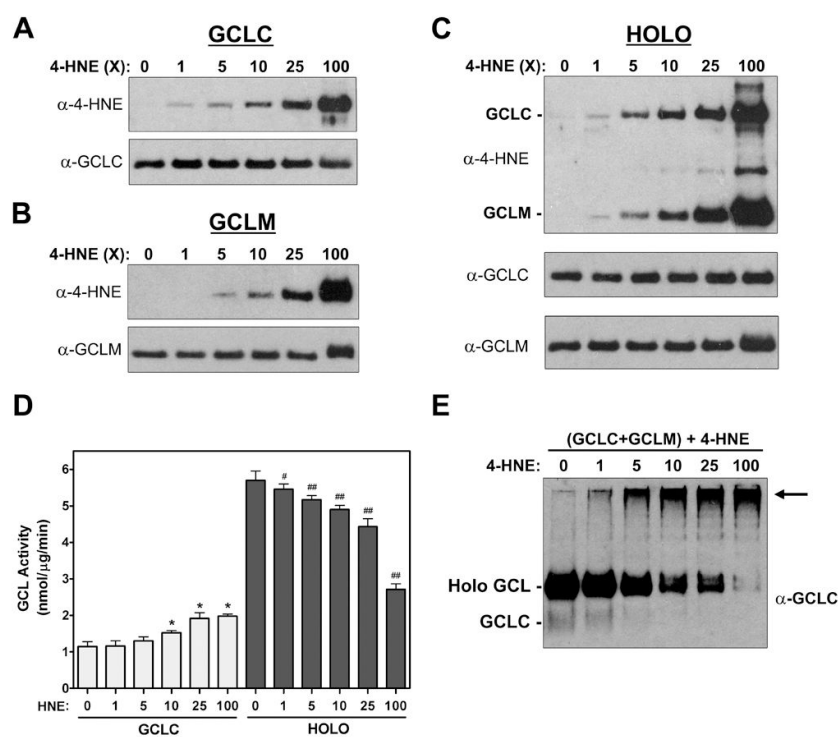 A
GCLC
4-HNE (X): 0 1 5 10 25 100
α-4-HNE
α-GCLC
B
GCLM
4-HNE (X): 0 1 5 10 25 100
α-4-HNE
α-GCLM
C
HOLO
4-HNE (X): 0 1 5 10 25 100
GCLC -
α-4-HNE
GCLM -
α-GCLC
α-GCLM
D
GCL Activity
(nmol/μg/min)
6
5
4
3
2
1
0
* * *
# ## ## ## ##
HNE: 0 1 5 10 25 100 0 1 5 10 25 100
GCLC HOLO
E
(GCLC+GCLM) + 4-HNE
4-HNE: 0 1 5 10 25 100
Holo GCL -
α-GCLC
GCLC -